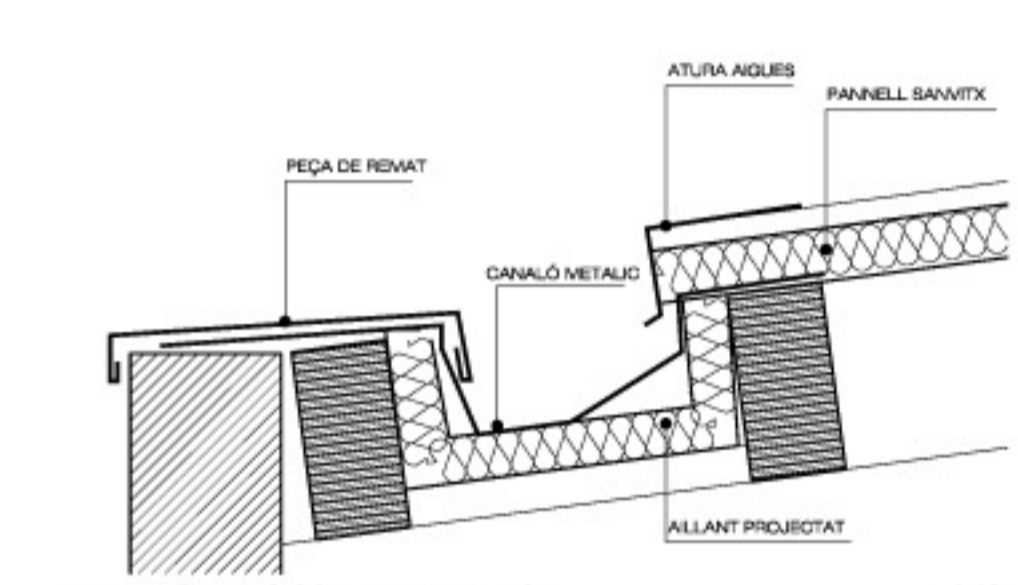 ATURA AIGUES
PANNELL SANVITX
PEÇA DE REMAT
CANALÓ METALIC
AILLANT PROJECTAT